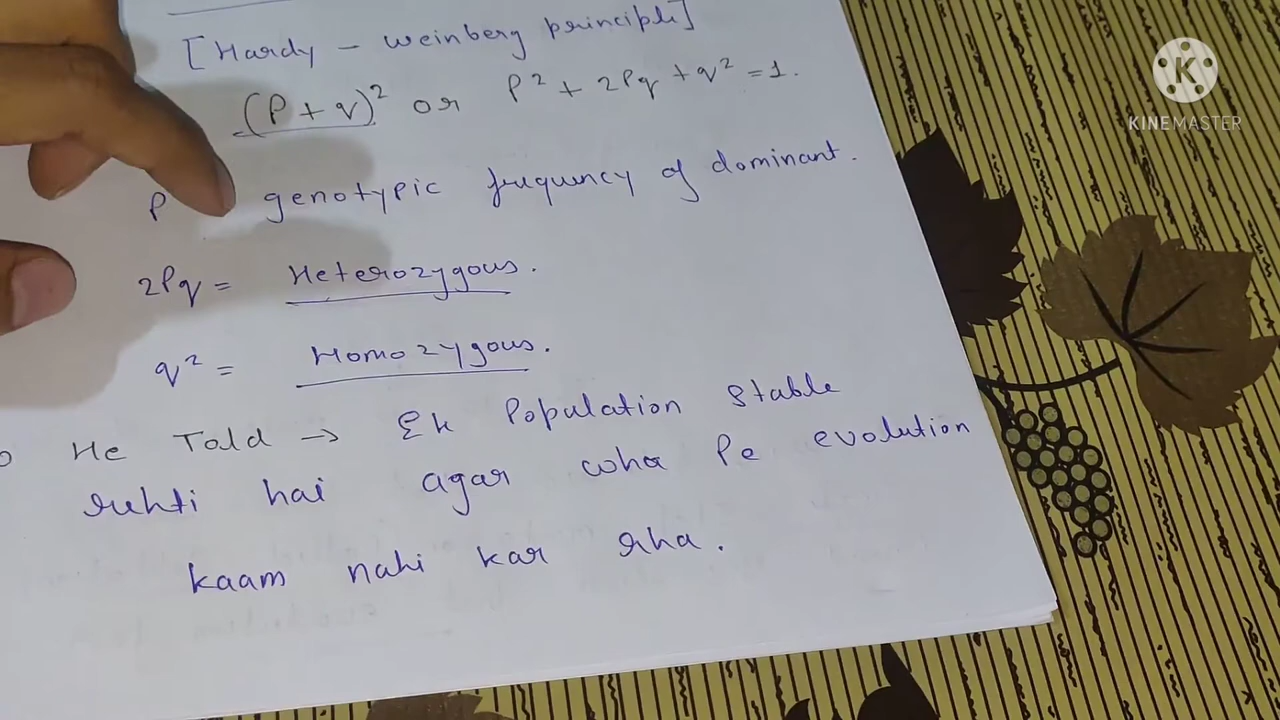 [Hardy - weinberg principle]
(P + q)² or P² + 2Pq + q² = 1.
P genotypic frequency of dominant.
2Pq = Heterozygous.
q² = Homozygous.
He Told → Ek Population stable
rehti hai agar woha Pe evolution
kaam nahi kar rha.
K
KINEMASTER